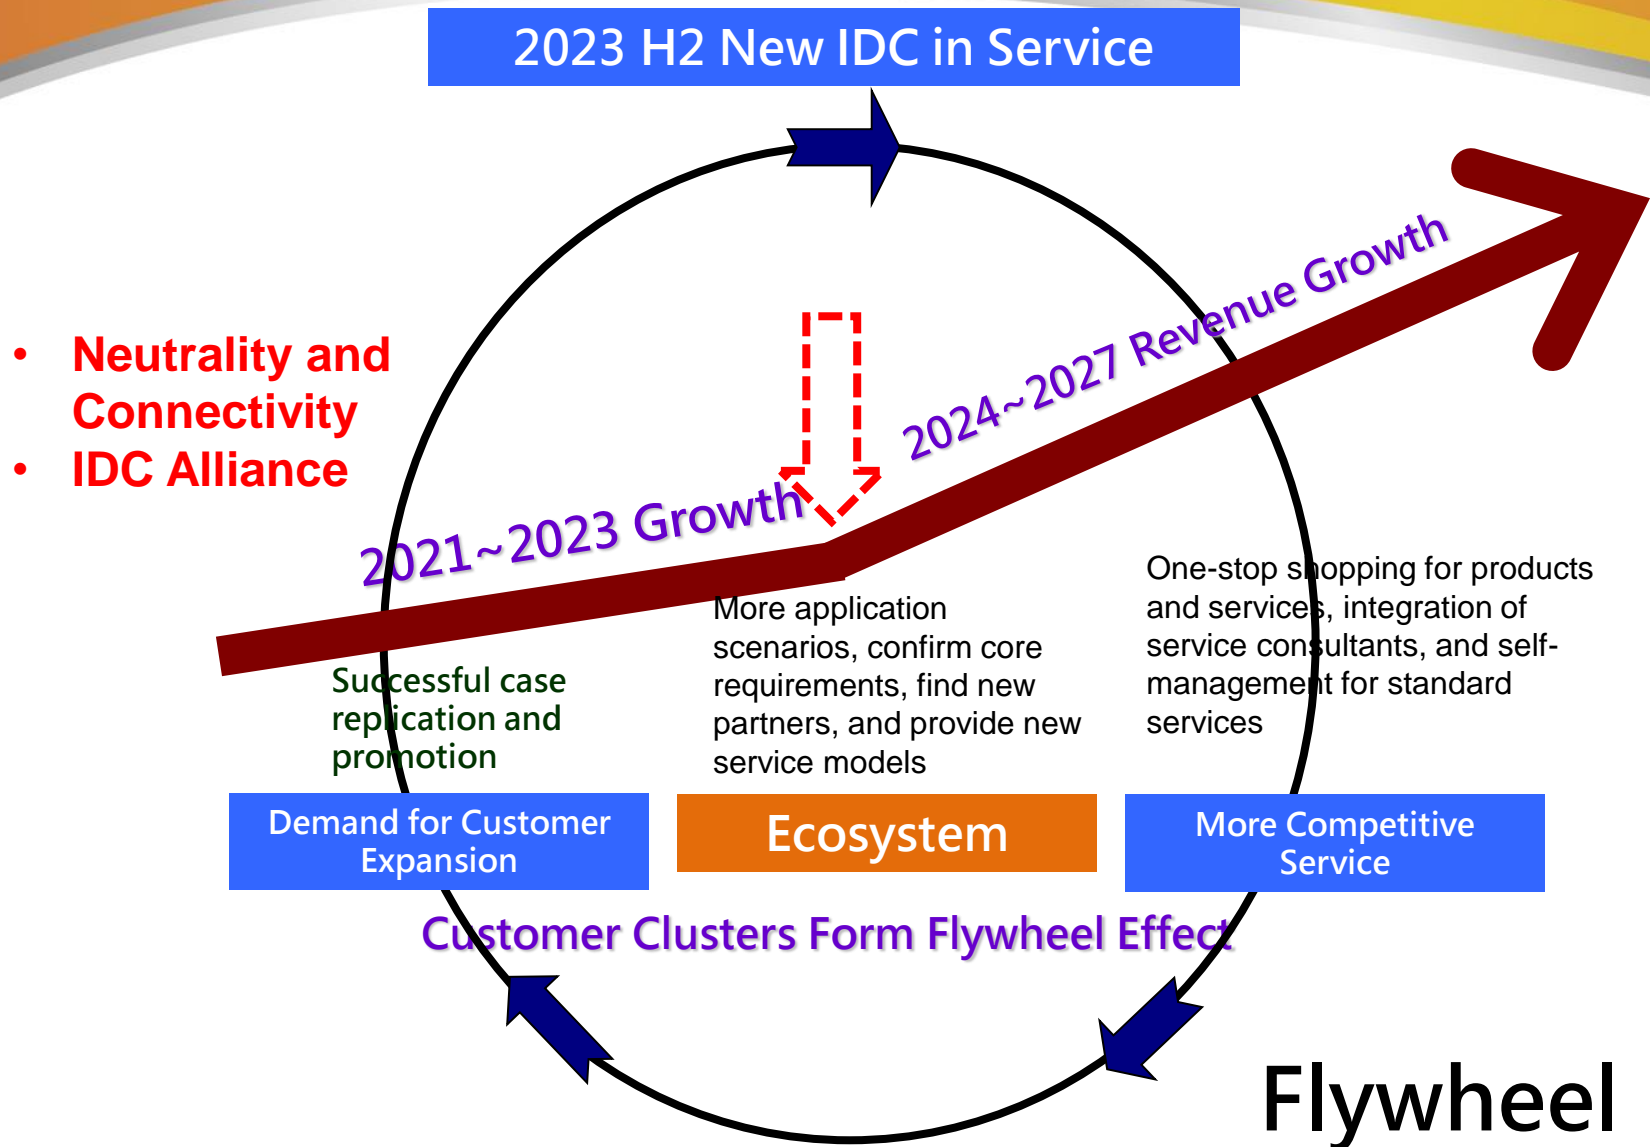 2023 H2 New IDC in Service
• Neutrality and
Connectivity
• IDC Alliance
2021~2023 Growth
2024~2027 Revenue Growth
Successful case
replication and
promotion
More application
scenarios, confirm core
requirements, find new
partners, and provide new
service models
One-stop shopping for products
and services, integration of
service consultants, and self-
management for standard
services
Demand for Customer
Expansion
Ecosystem
More Competitive
Service
Customer Clusters Form Flywheel Effect
Flywheel